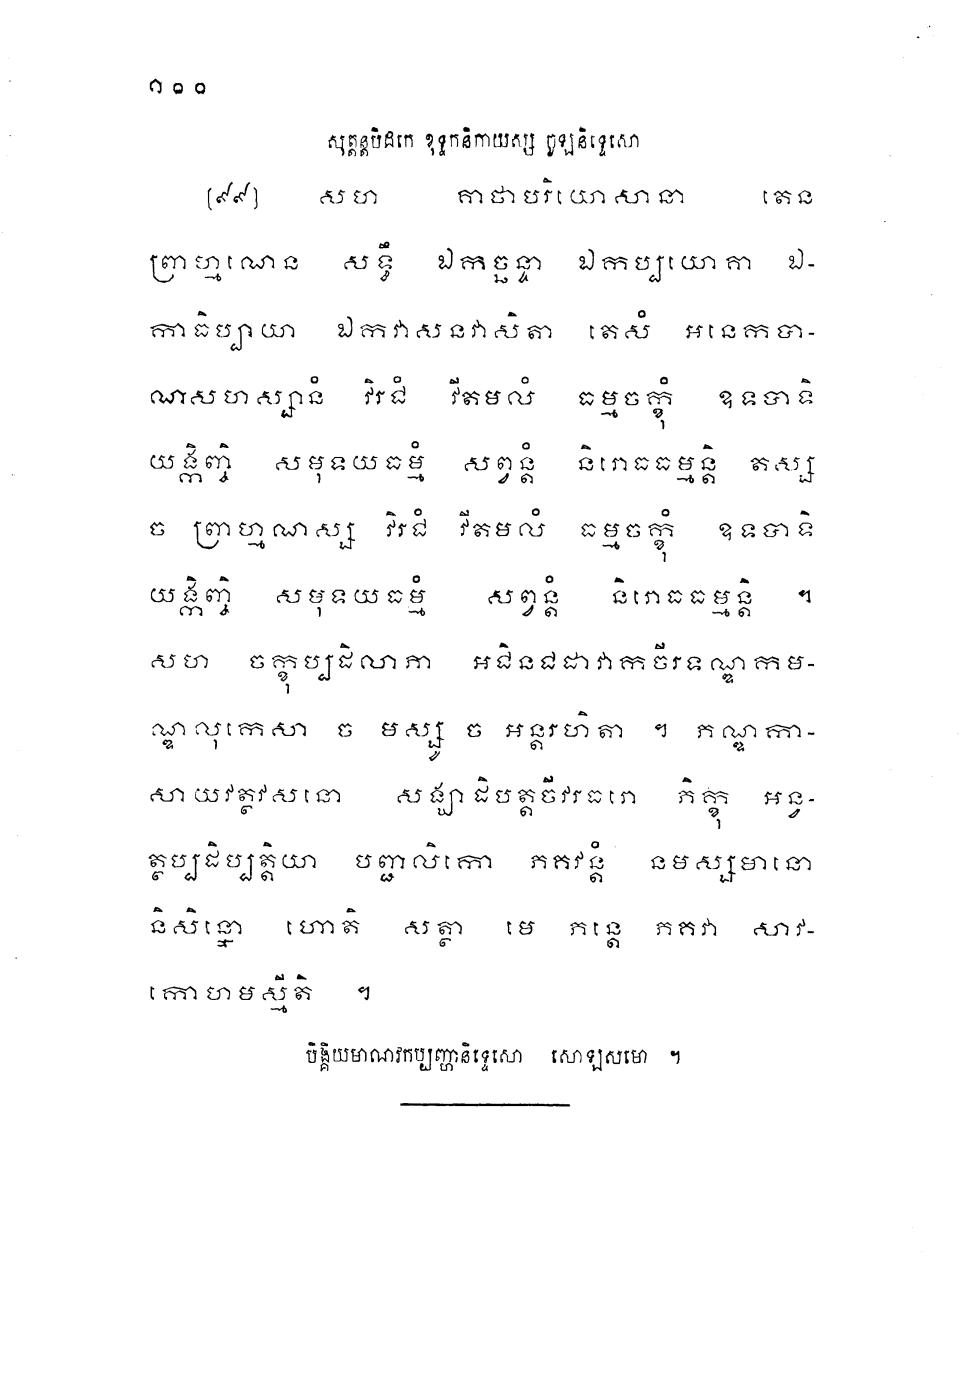 ១០០
សុត្តន្តបិដកេ ខុទ្ទកនិកាយស្ស ចូឡនិទ្ទេសោ
[៩៩] សហ គាថាបរិយោសានា តេន
ព្រាហ្មណេន សទ្ធឹ ឯកច្ឆន្ទា ឯកប្បយោគា ឯ-
កាធិប្បាយា ឯកវាសនវាសិតា តេសំ អនេកបា-
ណសហស្សានំ វិរជំ វីតមលំ ធម្មចក្ខុំ ឧទបាទិ
យង្កិញ្ចិ សមុទយធម្មំ សព្វន្តំ និរោធធម្មន្តិ តស្ស
ច ព្រាហ្មណស្ស វិរជំ វីតមលំ ធម្មចក្ខុំ ឧទបាទិ
យង្កិញ្ចិ សមុទយធម្មំ សព្វន្តំ និរោធធម្មន្តិ ។
សហ ចក្ខុប្បដិលាភា អជិនជដាវាកចីរទណ្ឌកម-
ណ្ឌលុកេសា ច មស្សូ ច អន្តរហិតា ។ ភណ្ឌកា-
សាយវត្ថវសនោ សង្ឃាដិបត្តចីវរធរោ ភិក្ខុ អន្វ-
ត្ថប្បដិប្បត្តិយា បញ្ជលិកោ ភគវន្តំ នមស្សមានោ
និសិន្នោ ហោតិ សត្ថា មេ ភន្តេ ភគវា សាវ-
កោហមស្មីតិ ។
បិង្គិយមាណវកប្បញ្ហានិទ្ទេសោ សោឡសមោ ។